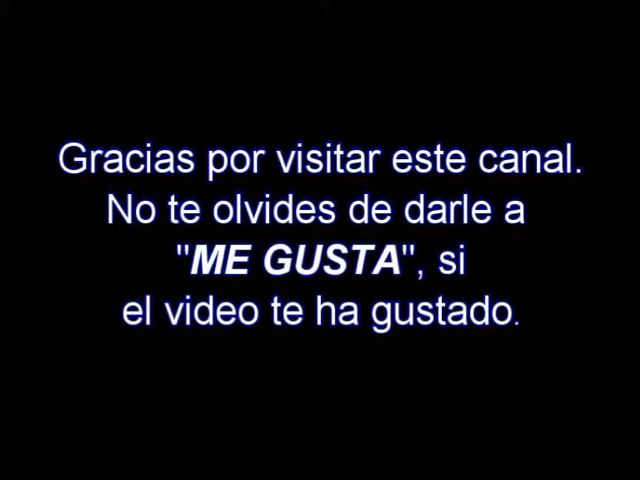 Gracias por visitar este canal.
No te olvides de darle a
"ME GUSTA", si
el video te ha gustado.